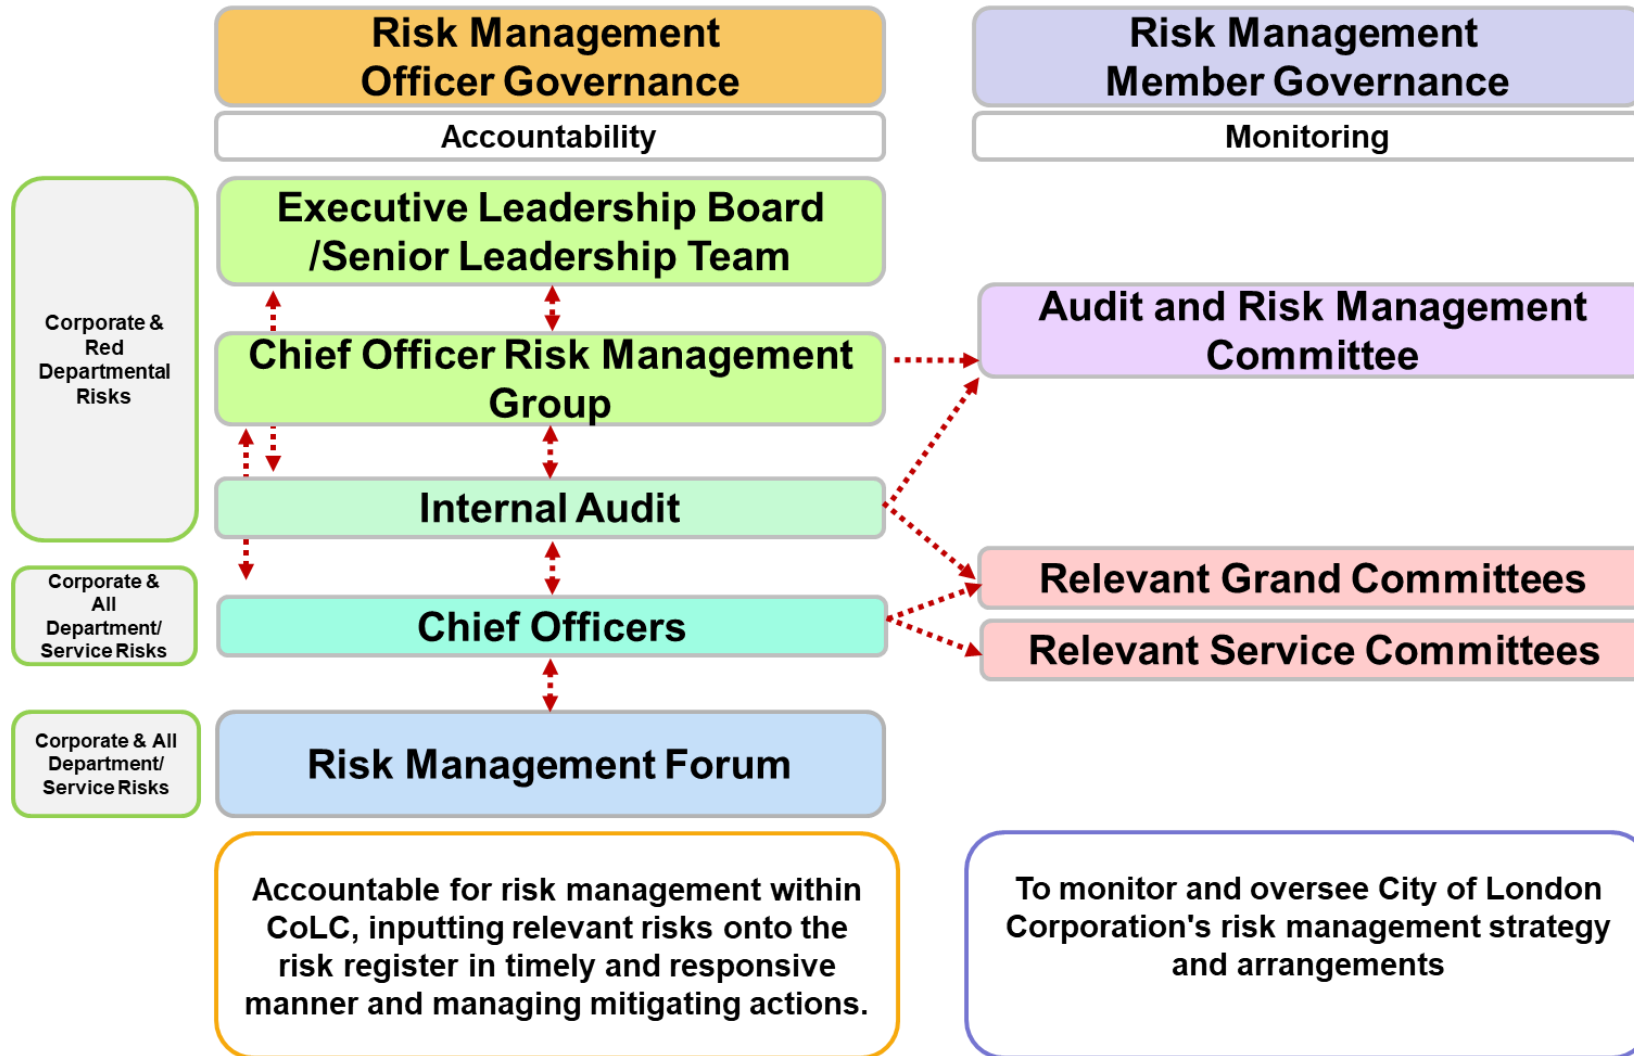 Risk Management
Officer Governance
Risk Management
Member Governance
Accountability
Monitoring
Corporate &
Red
Departmental
Risks
Executive Leadership Board
/Senior Leadership Team
Chief Officer Risk Management
Group
Audit and Risk Management
Committee
Internal Audit
Corporate &
All
Department/
Service Risks
Chief Officers
Relevant Grand Committees
Relevant Service Committees
Corporate & All
Department/
Service Risks
Risk Management Forum
Accountable for risk management within
CoLC, inputting relevant risks onto the
risk register in timely and responsive
manner and managing mitigating actions.
To monitor and oversee City of London
Corporation's risk management strategy
and arrangements